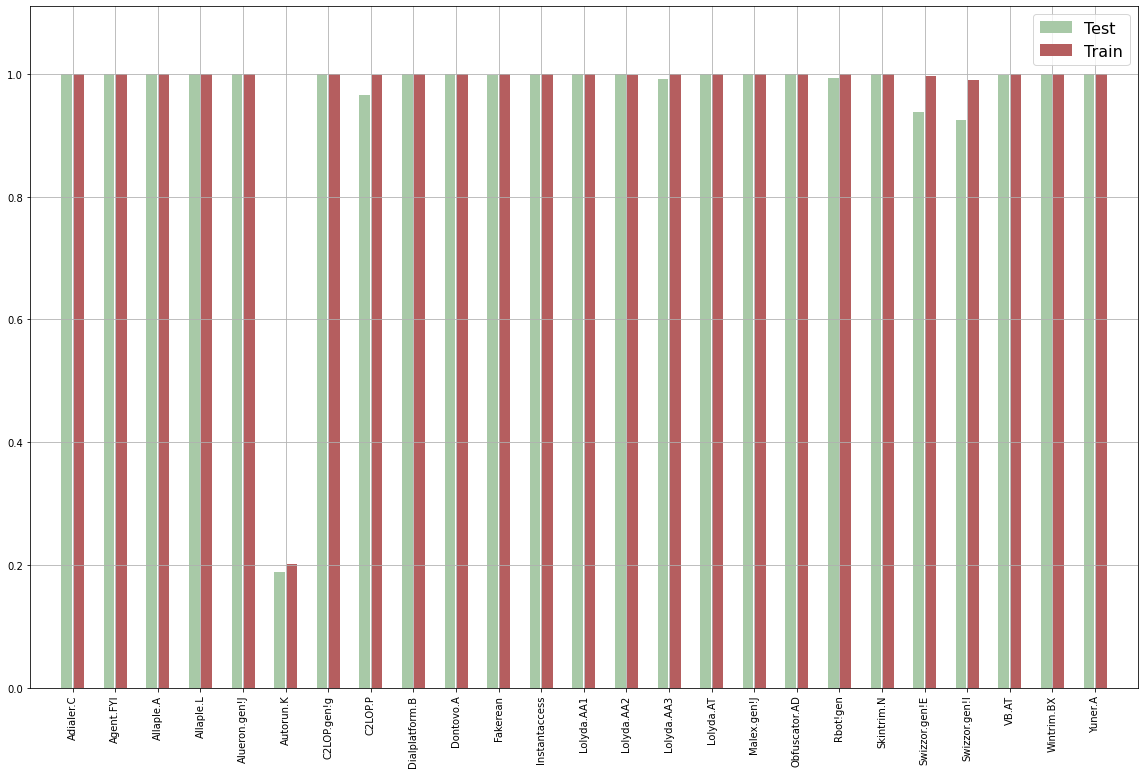 Test
Train
1.0
0.8
0.6
0.4
0.2
0.0
Adialer.C
Agent.FYI
Allaple.A
Allaple.L
Alueron.gen!J
Autorun.K
C2LOP.gen!g
C2LOP.P
Dialplatform.B
Dontovo.A
Fakerean
Instantaccess
Lolyda.AA1
Lolyda.AA2
Lolyda.AA3
Lolyda.AT
Malex.gen!J
Obfuscator.AD
Rbot!gen
Skintrim.N
Swizzor.gen!E
Swizzor.gen!I
VB.AT
Wintrim.BX
Yuner.A